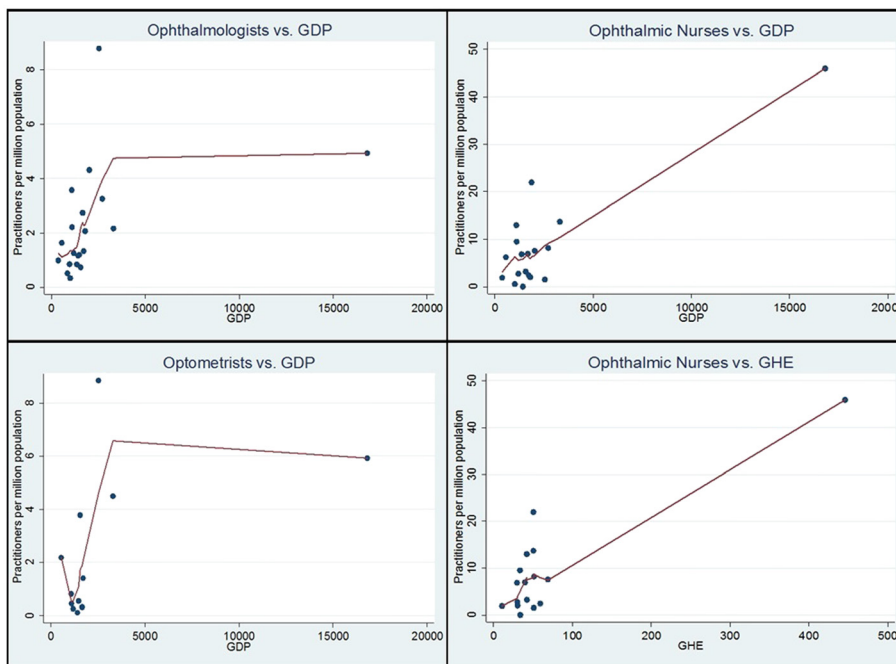 Ophthalmologists vs. GDP
Practitioners per million population
0 2 4 6 8
0 5000 10000 15000 20000
GDP
Ophthalmic Nurses vs. GDP
Practitioners per million population
0 10 20 30 40 50
0 5000 10000 15000 20000
GDP
Optometrists vs. GDP
Practitioners per million population
0 2 4 6 8
0 5000 10000 15000 20000
GDP
Ophthalmic Nurses vs. GHE
Practitioners per million population
0 10 20 30 40 50
0 100 200 300 400 500
GHE